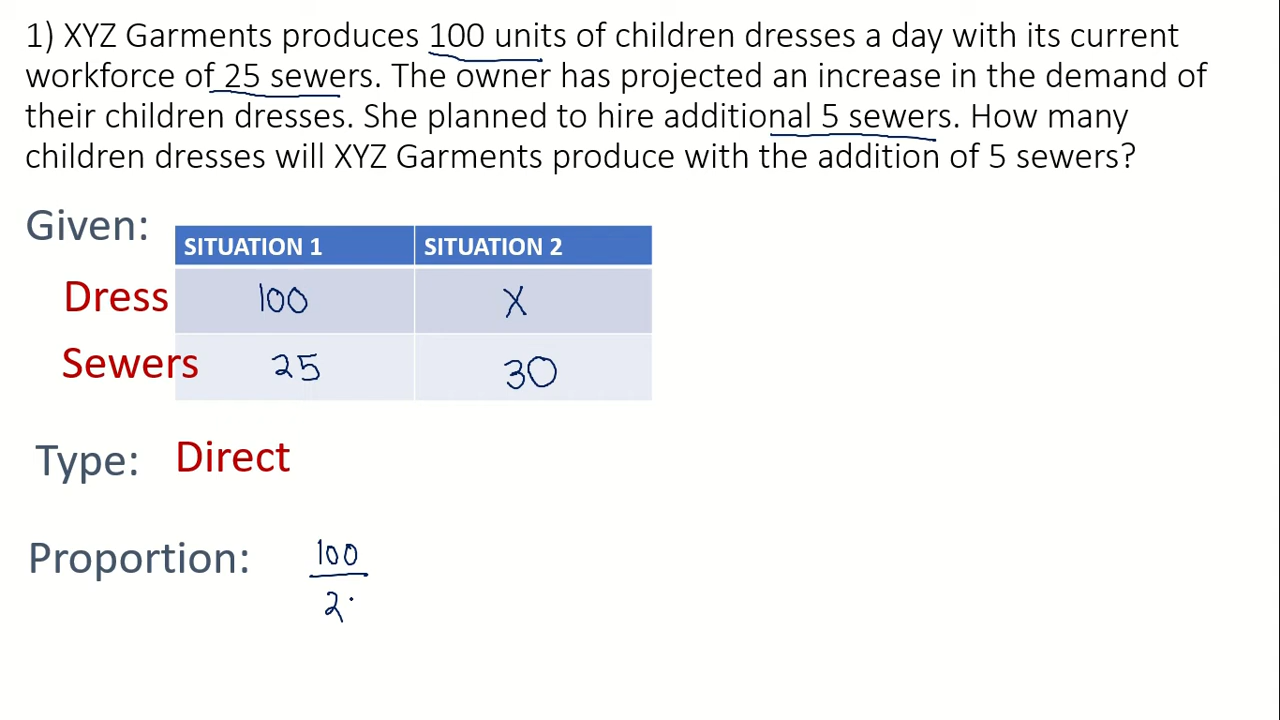 1) XYZ Garments produces 100 units of children dresses a day with its current
workforce of 25 sewers. The owner has projected an increase in the demand of
their children dresses. She planned to hire additional 5 sewers. How many
children dresses will XYZ Garments produce with the addition of 5 sewers?
Given:
SITUATION 1 SITUATION 2
Dress 100 X
Sewers 25 30
Type: Direct
Proportion: 100
2